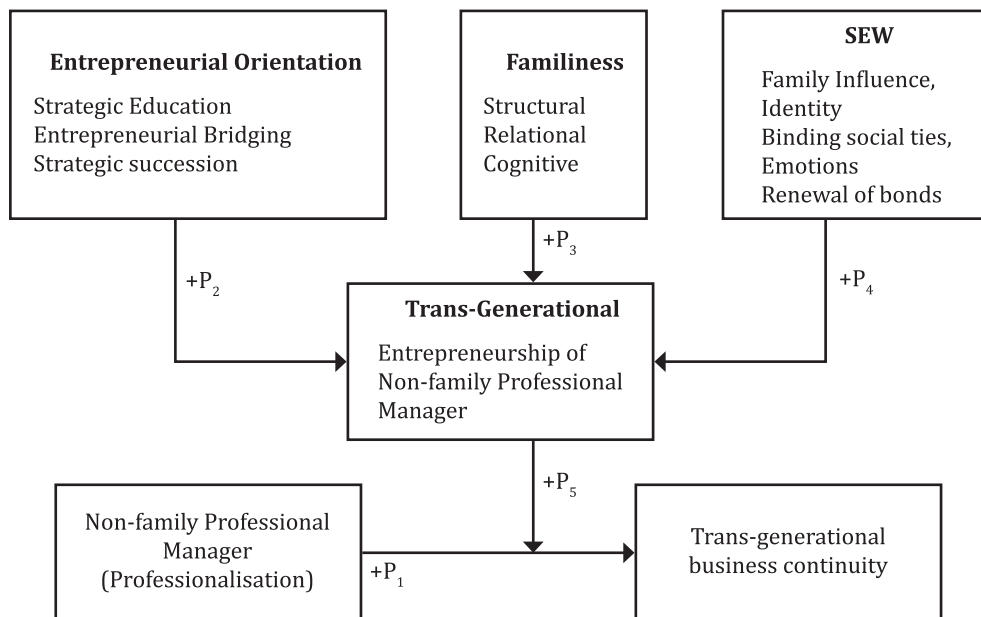 Entrepreneurial Orientation
Strategic Education
Entrepreneurial Bridging
Strategic succession
Familiness
Structural
Relational
Cognitive
SEW
Family Influence,
Identity
Binding social ties,
Emotions
Renewal of bonds
+P2
+P3
+P4
Trans-Generational
Entrepreneurship of
Non-family Professional
Manager
+P5
Non-family Professional
Manager
(Professionalisation)
+P1
Trans-generational
business continuity